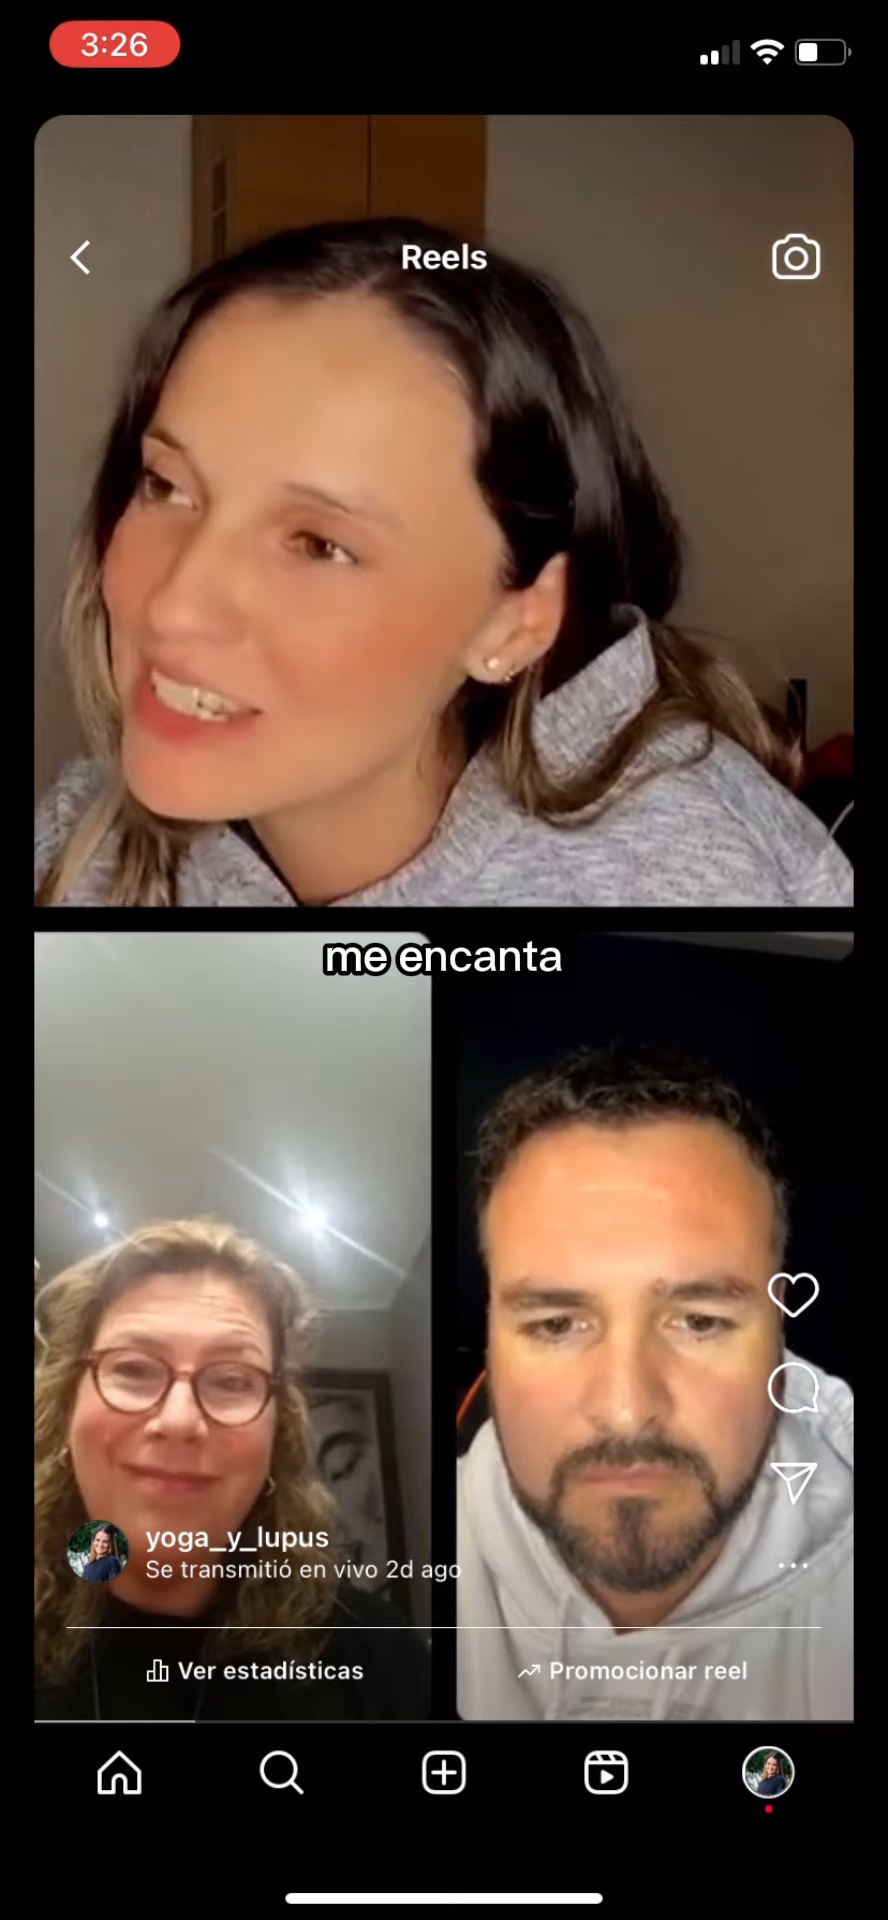 3:26
Reels
me encanta
yoga_y_lupus
Se transmitió en vivo 2d ago
Ver estadísticas
Promocionar reel